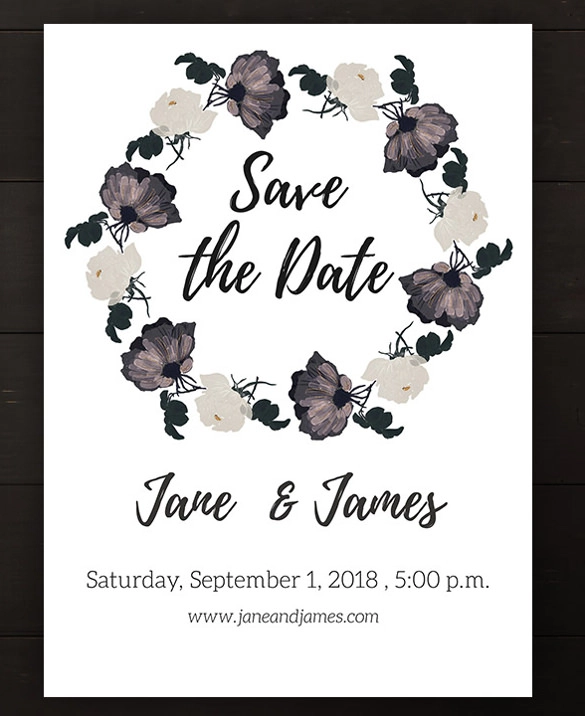 Save
the Date
Jane & James
Saturday, September 1, 2018 , 5:00 p.m.
www.janeandjames.com